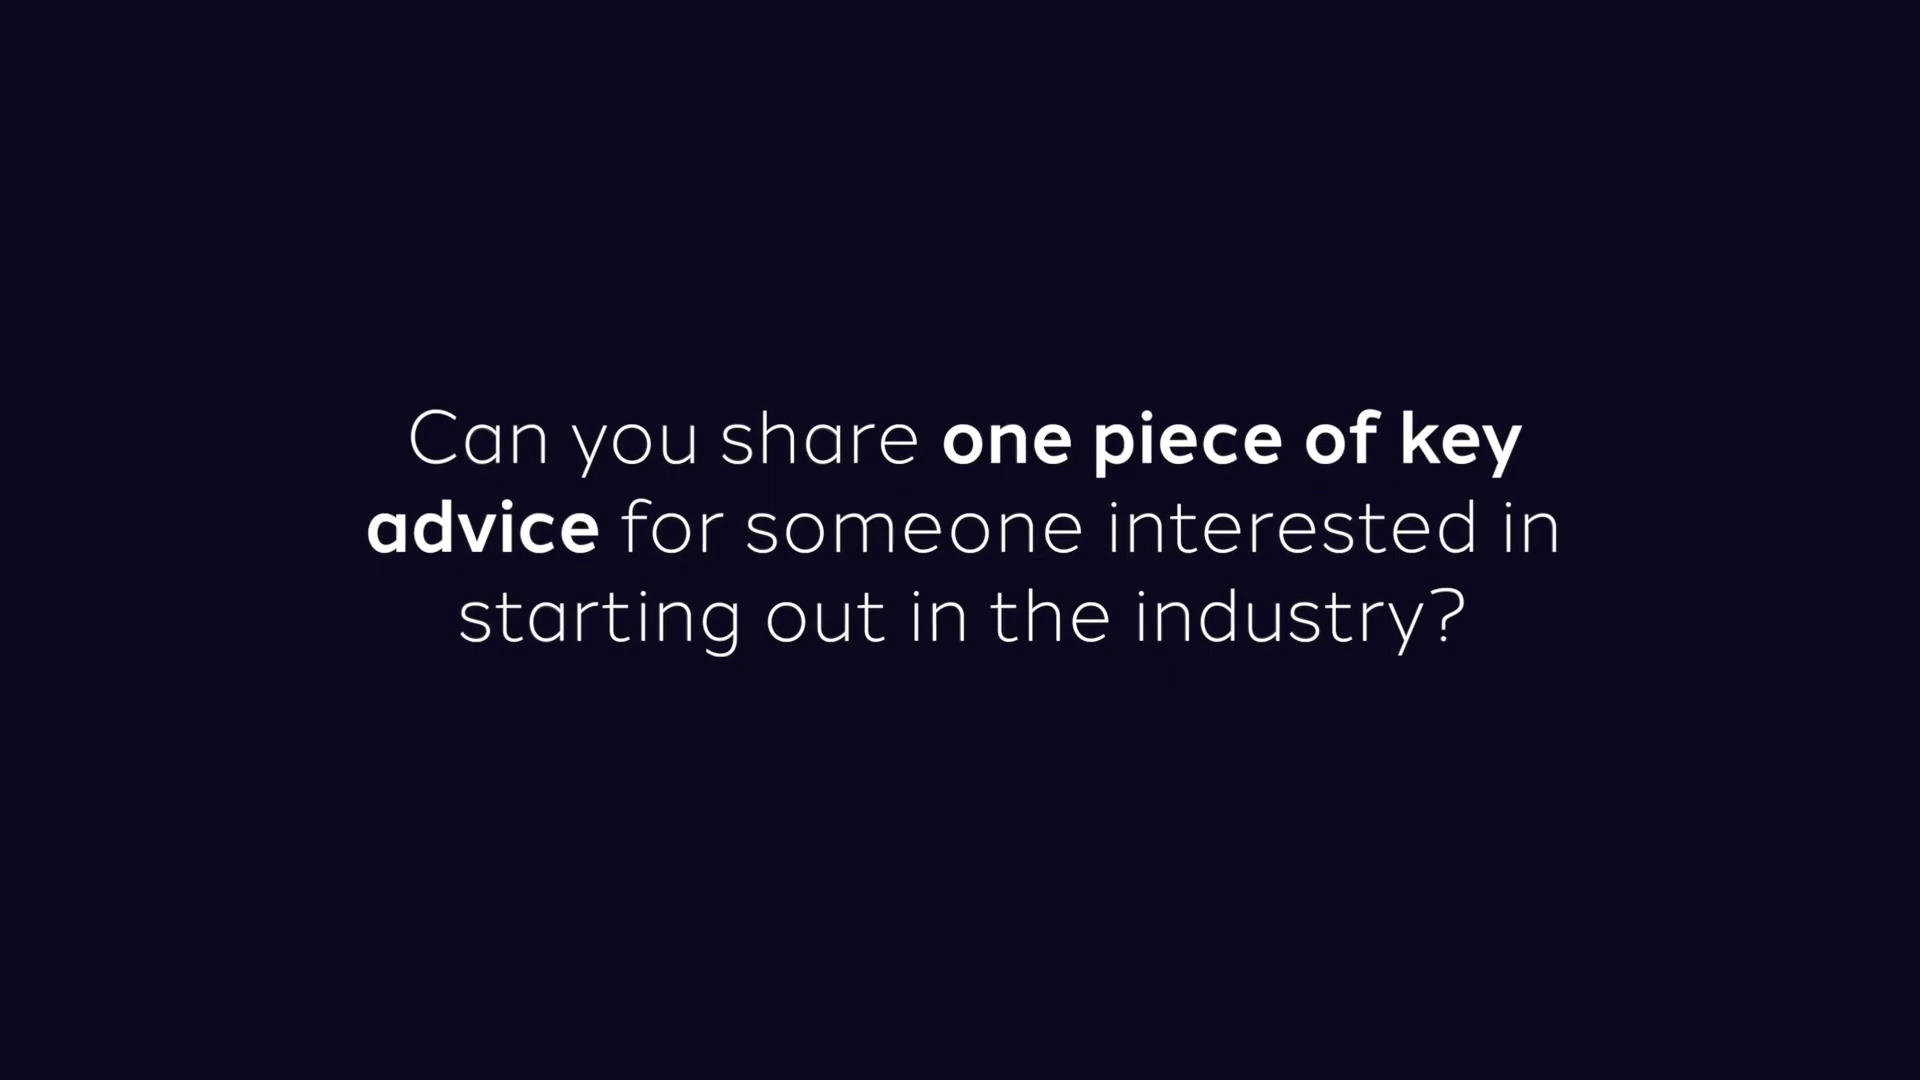 Can you share one piece of key
advice for someone interested in
starting out in the industry?